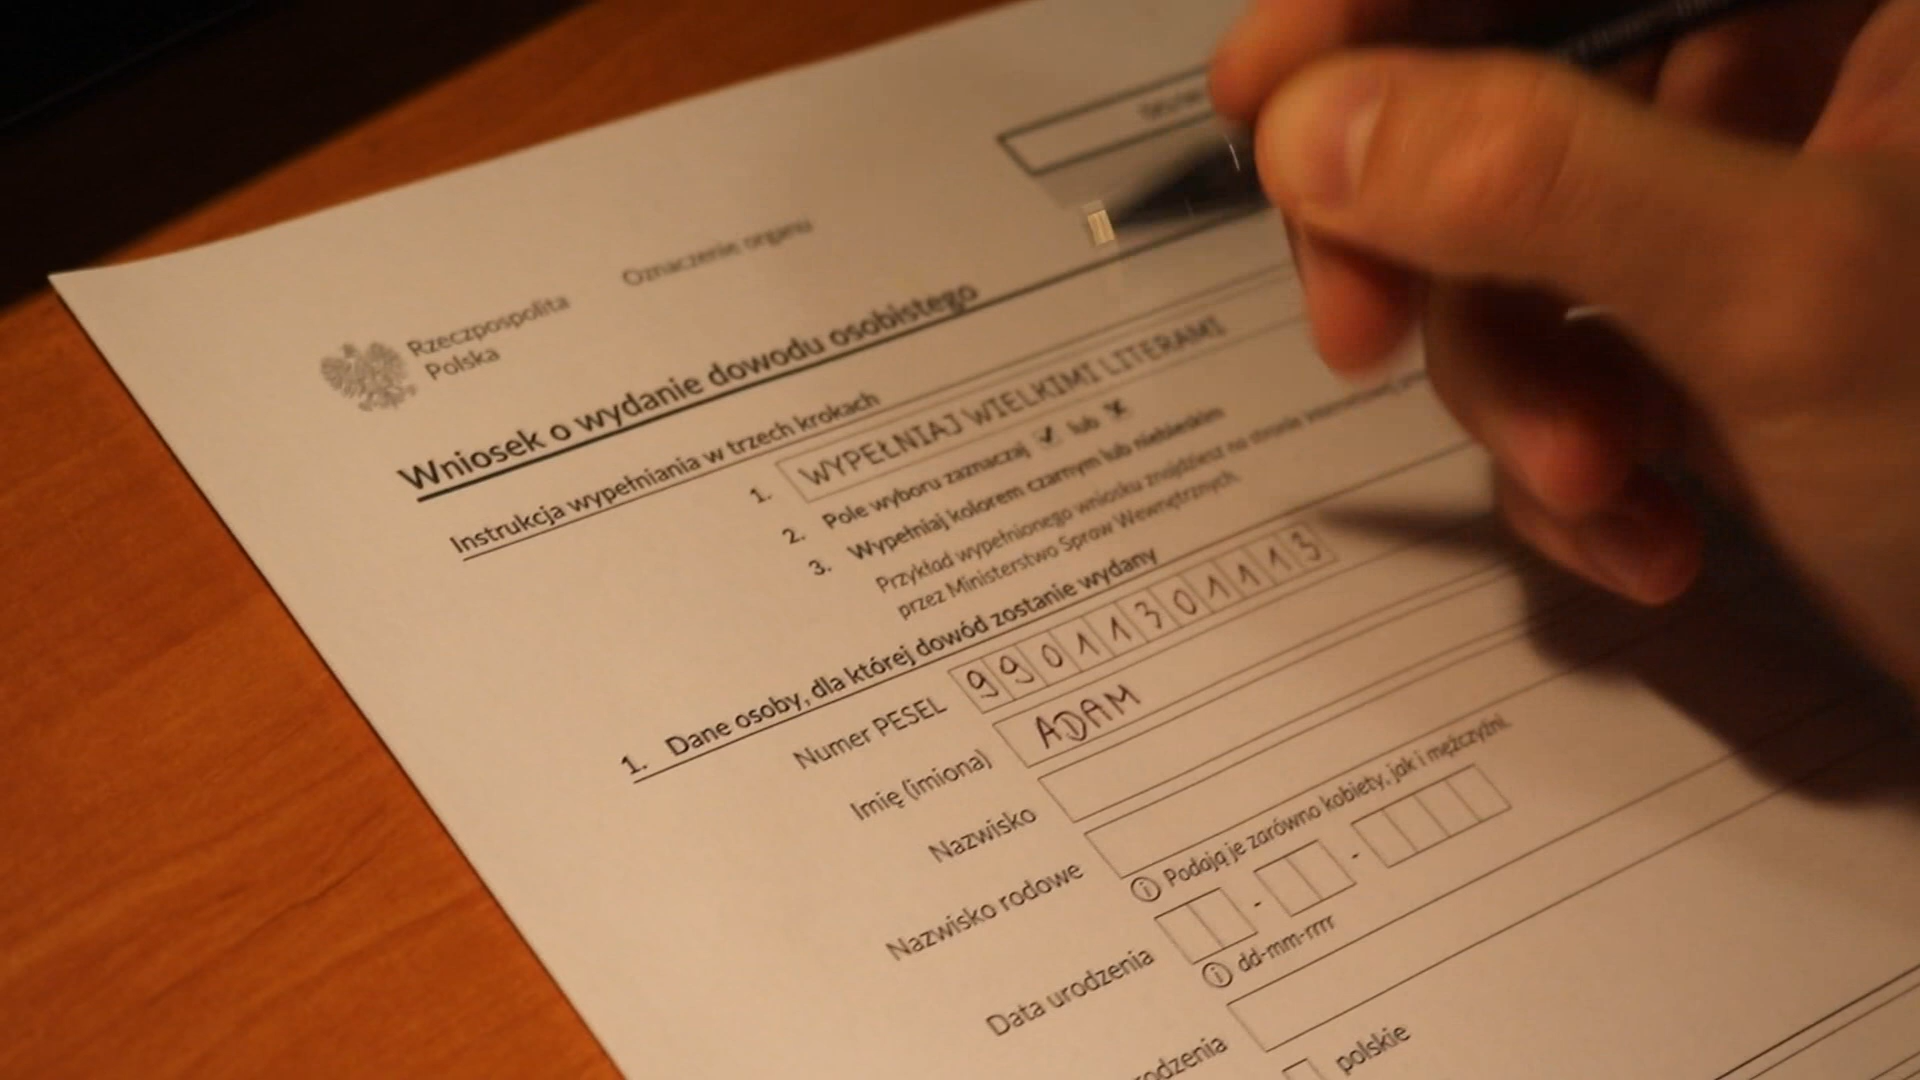 Rzeczpospolita
Polska
Oznaczenie organu
Wniosek o wydanie dowodu osobistego
Instrukcja wypełniania w trzech krokach
1. WYPEŁNIAJ WIELKIMI LITERAMI
2. Pole wyboru zaznaczaj ✓ lub ✗
3. Wypełniaj kolorem czarnym lub niebieskim
Przykład wypełnionego wniosku znajdziesz na stronie internetowej
przez Ministerstwo Spraw Wewnętrznych.
1. Dane osoby, dla której dowód zostanie wydany
Numer PESEL 99011301113
Imię (imiona) ADAM
Nazwisko
Nazwisko rodowe
Podają je zarówno kobiety, jak i mężczyźni.
Data urodzenia - -
dd-mm-rrrr
rodzenia
polskie